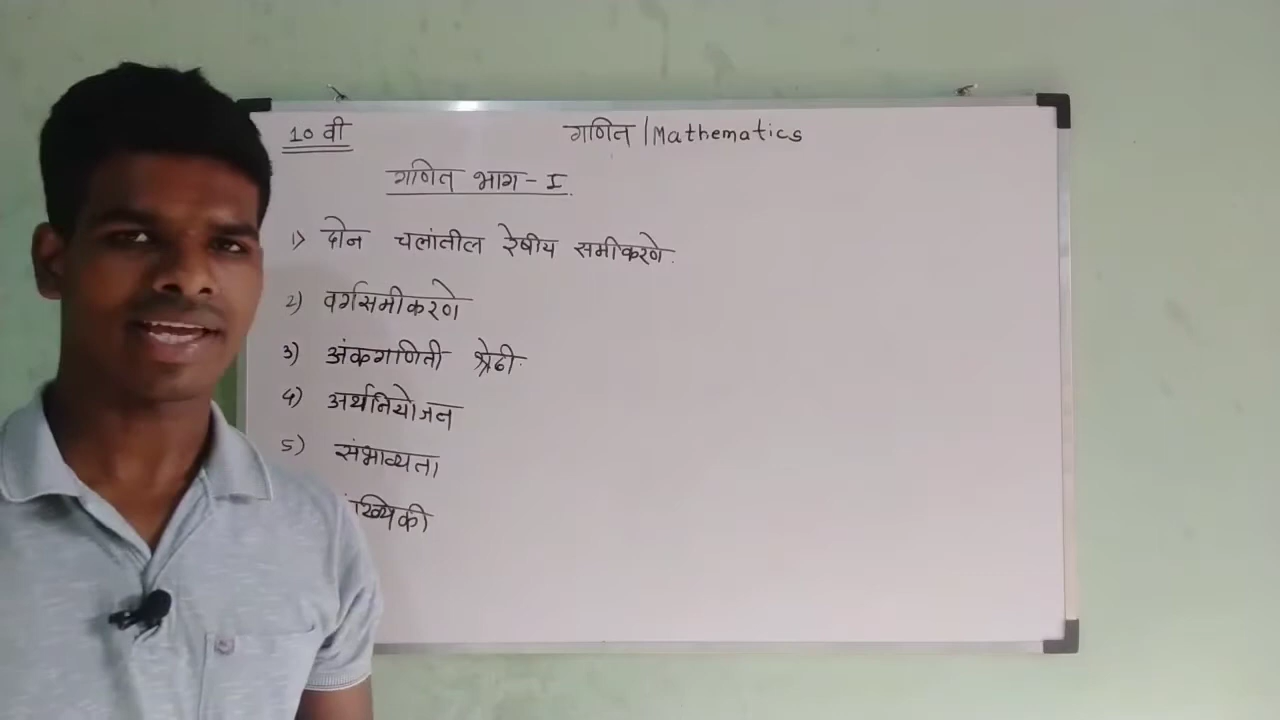 10 वी
गणित | Mathematics
गणित भाग - I
1) दोन चलांतील रेषीय समीकरणे.
2) वर्गसमीकरणे
3) अंकगणिती श्रेढी.
4) अर्थनियोजन
5) संभाव्यता